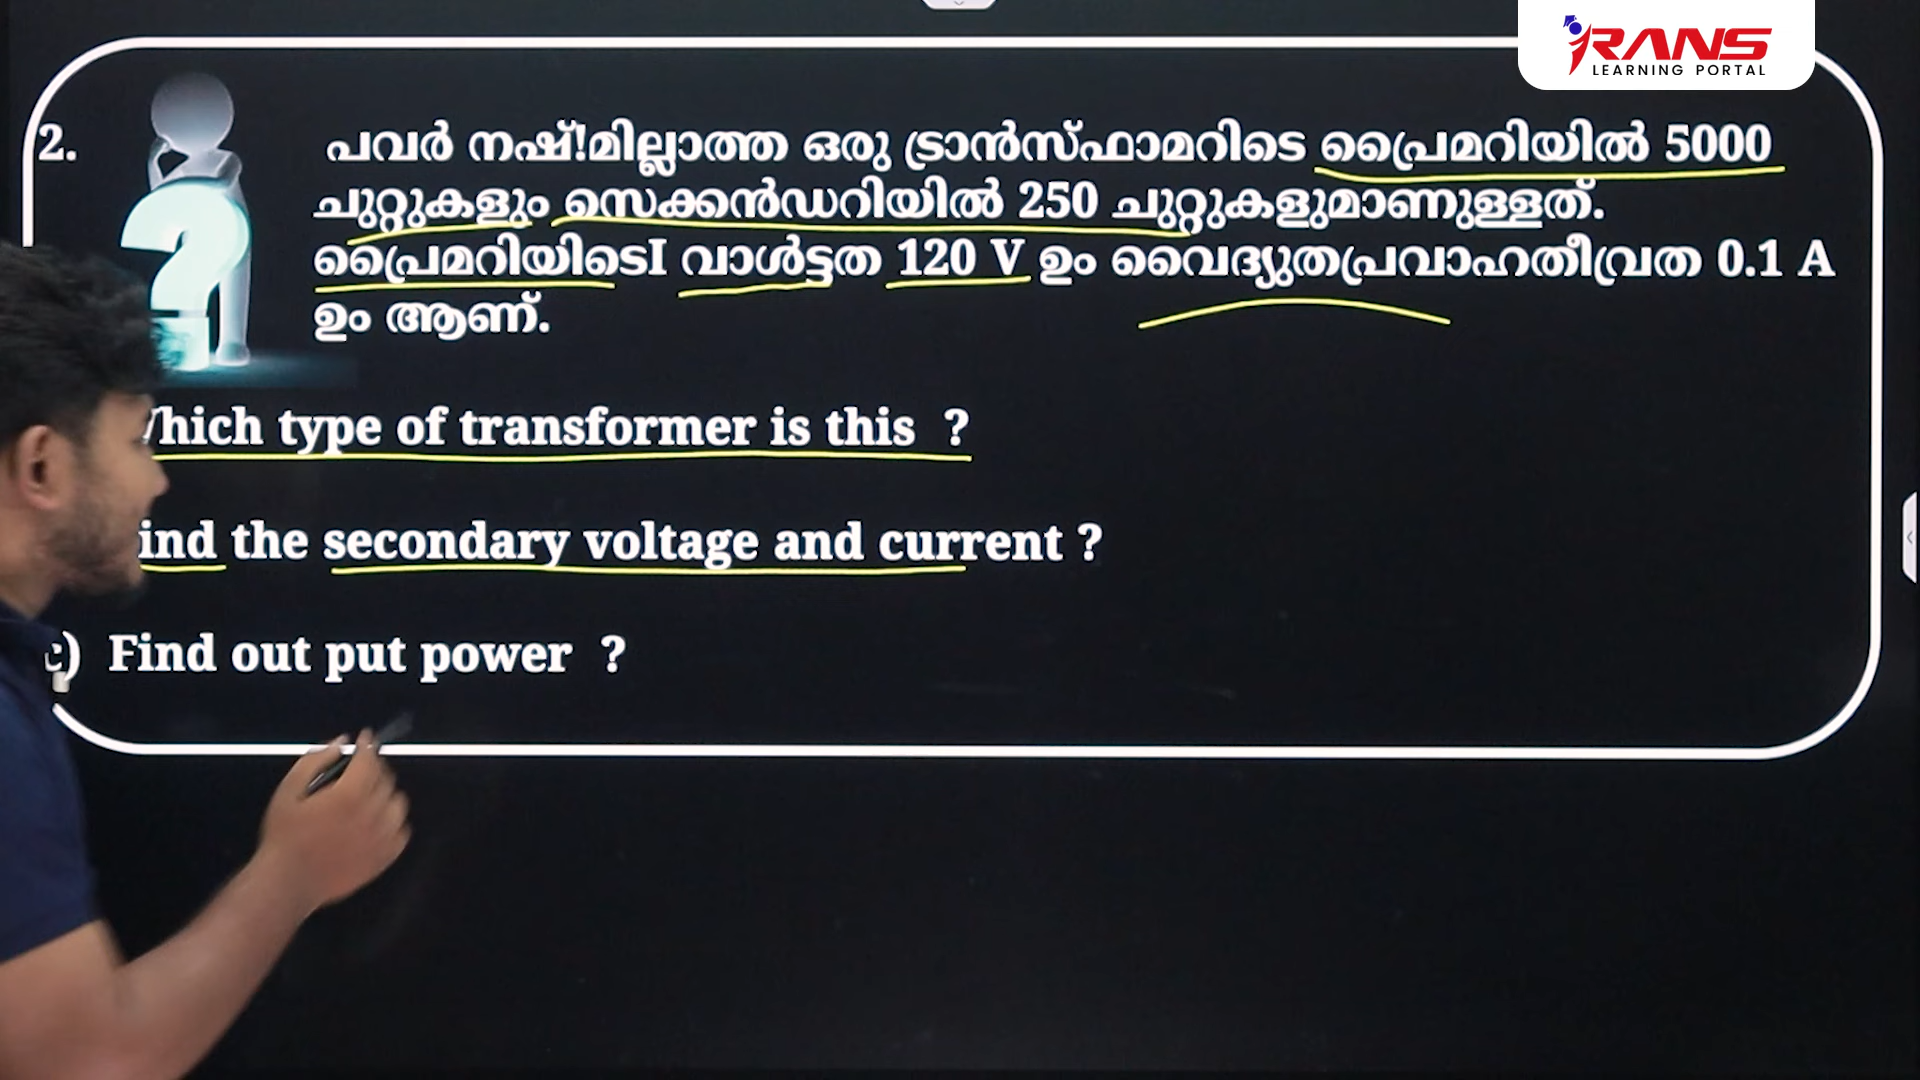 RANS
LEARNING PORTAL
2.
പവർ നഷ്!മില്ലാത്ത ഒരു ട്രാൻസ്ഫാമറിടെ പ്രൈമറിയിൽ 5000
ചുറ്റുകളും സെക്കൻഡറിയിൽ 250 ചുറ്റുകളുമാണുള്ളത്.
പ്രൈമറിയിടെI വാൾട്ടത 120 V ഉം വൈദ്യുതപ്രവാഹതീവ്രത 0.1 A
ഉം ആണ്.
Which type of transformer is this ?
ind the secondary voltage and current ?
c) Find out put power ?